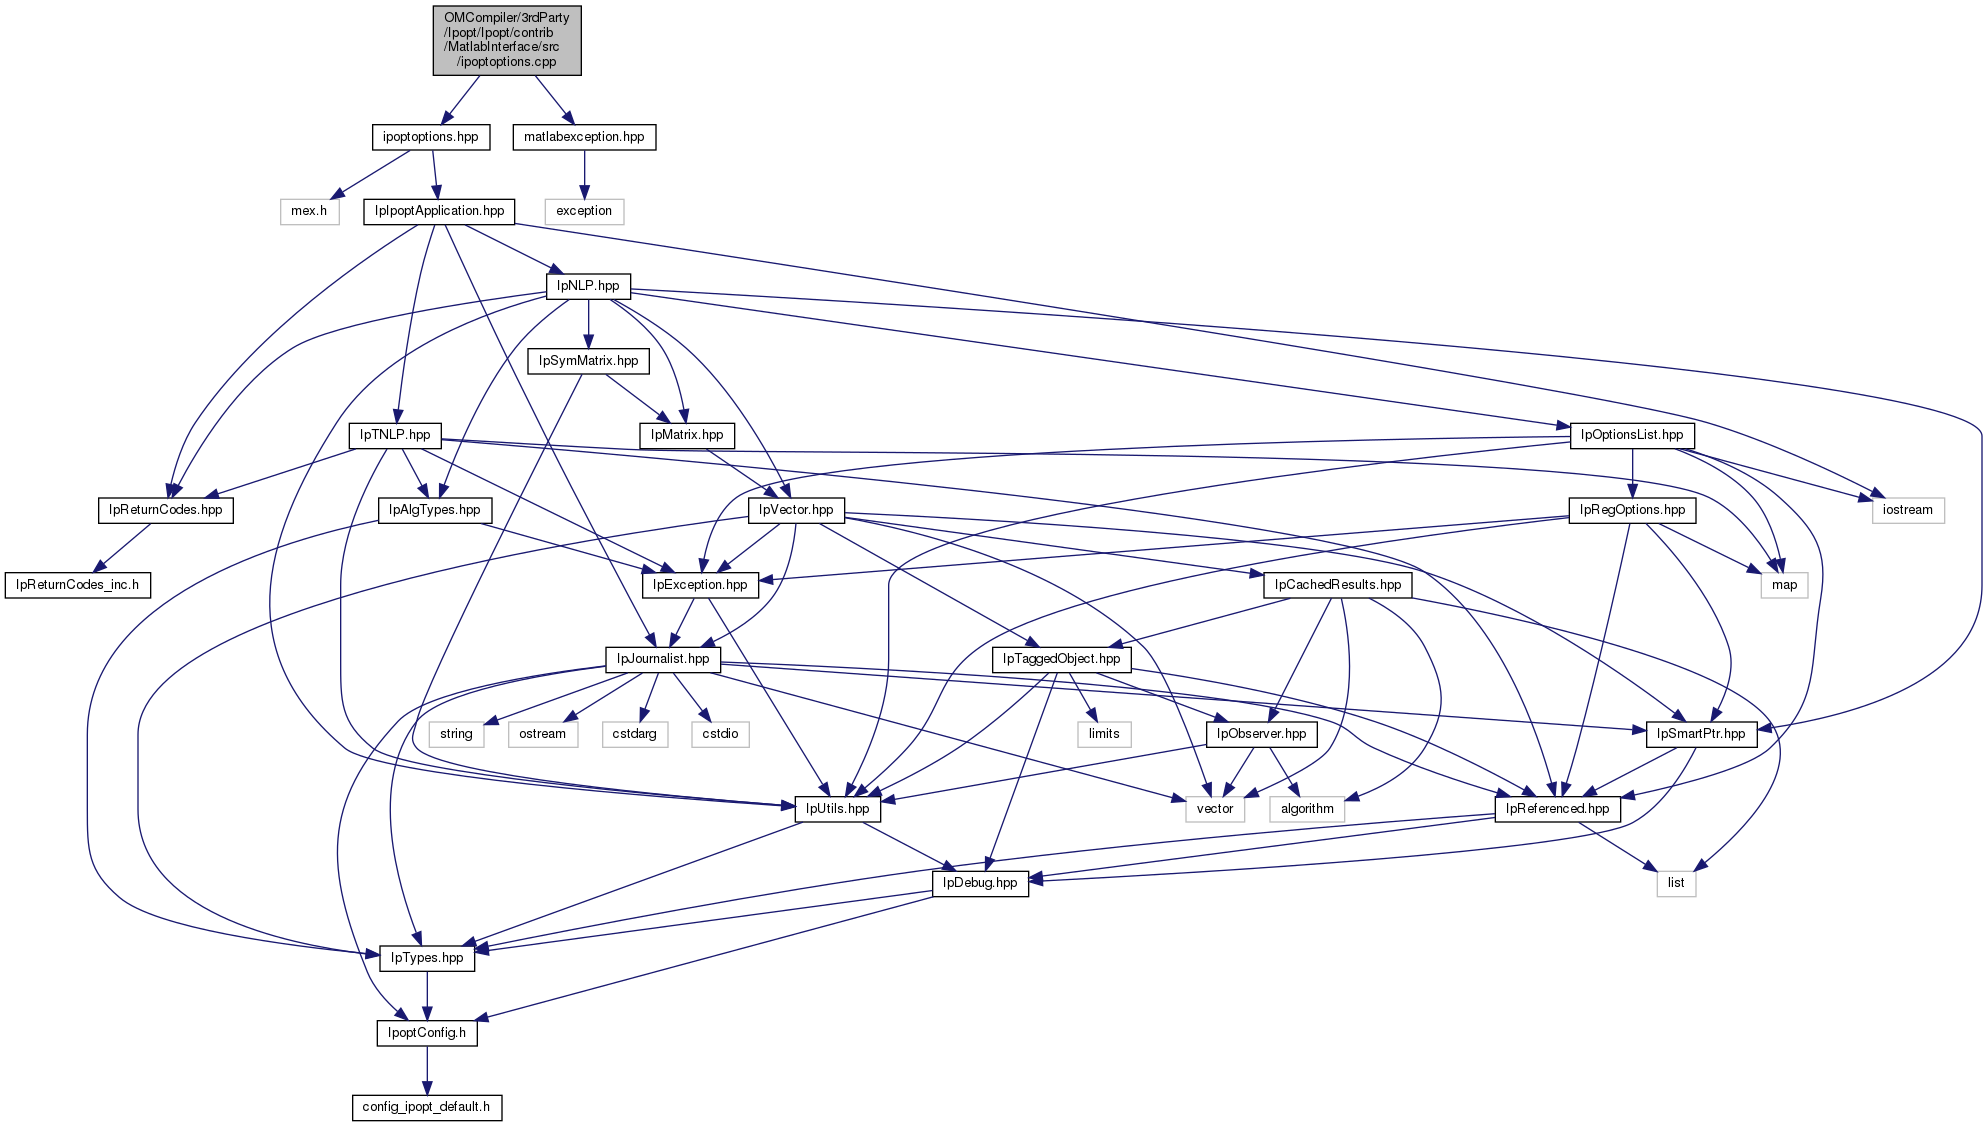 OMCompiler/3rdParty
/Ipopt/Ipopt/contrib
/MatlabInterface/src
/ipoptoptions.cpp
ipoptoptions.hpp
matlabexception.hpp
mex.h
IpIpoptApplication.hpp
exception
IpNLP.hpp
IpSymMatrix.hpp
IpTNLP.hpp
IpMatrix.hpp
IpOptionsList.hpp
IpReturnCodes.hpp
IpAlgTypes.hpp
IpVector.hpp
IpRegOptions.hpp
iostream
IpReturnCodes_inc.h
IpException.hpp
IpCachedResults.hpp
map
IpJournalist.hpp
IpTaggedObject.hpp
string
ostream
cstdarg
cstdio
limits
IpObserver.hpp
IpSmartPtr.hpp
IpUtils.hpp
vector
algorithm
IpReferenced.hpp
IpDebug.hpp
list
IpTypes.hpp
IpoptConfig.h
config_ipopt_default.h